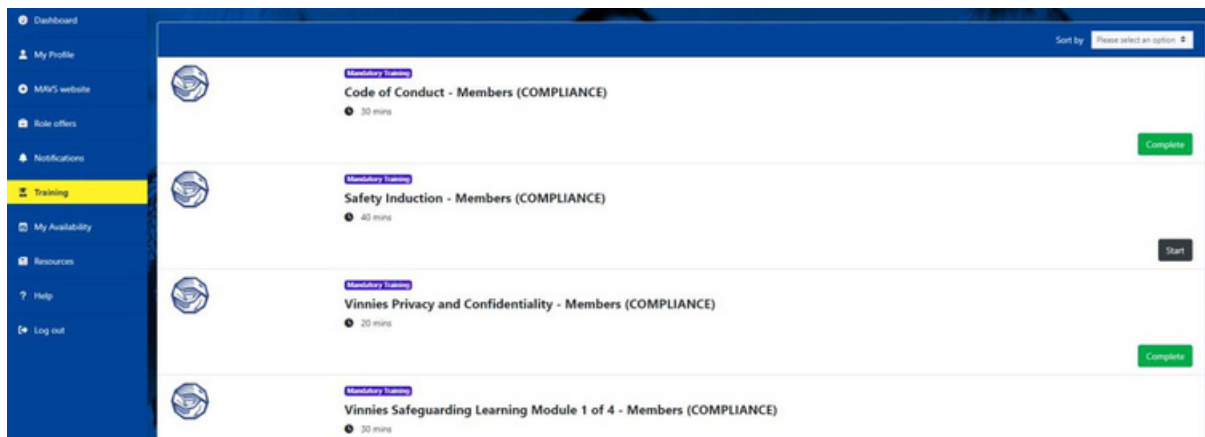 Dashboard
My Profile
MAVS website
Role offers
Notifications
Training
My Availability
Resources
? Help
Log out
Sort by Please select an option
Mandatory Training
Code of Conduct - Members (COMPLIANCE)
30 mins
Complete
Mandatory Training
Safety Induction - Members (COMPLIANCE)
40 mins
Start
Mandatory Training
Vinnies Privacy and Confidentiality - Members (COMPLIANCE)
20 mins
Complete
Mandatory Training
Vinnies Safeguarding Learning Module 1 of 4 - Members (COMPLIANCE)
30 mins